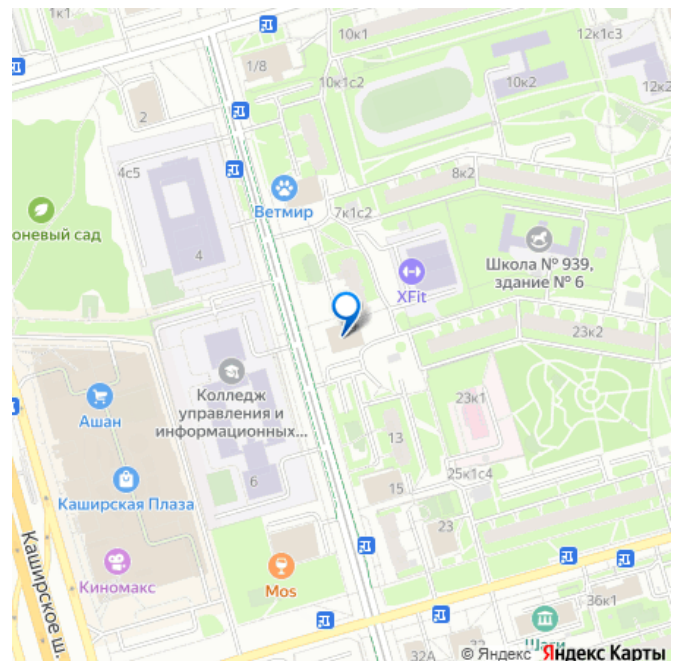 1к1
10к1
12к1с3
1/8
10к1с2
10к2
12к2
2
4с5
8к2
Ветмир
7к1с2
оневый сад
4
Школа № 939,
здание № 6
XFit
23к2
Колледж
управления и
информационных...
Ашан
23к1
13
Каширская Плаза
6
15
25к1с4
23
Каширское ш.
Киномакс
Mos
36к1
32А
© Яндекс Яндекс Карты